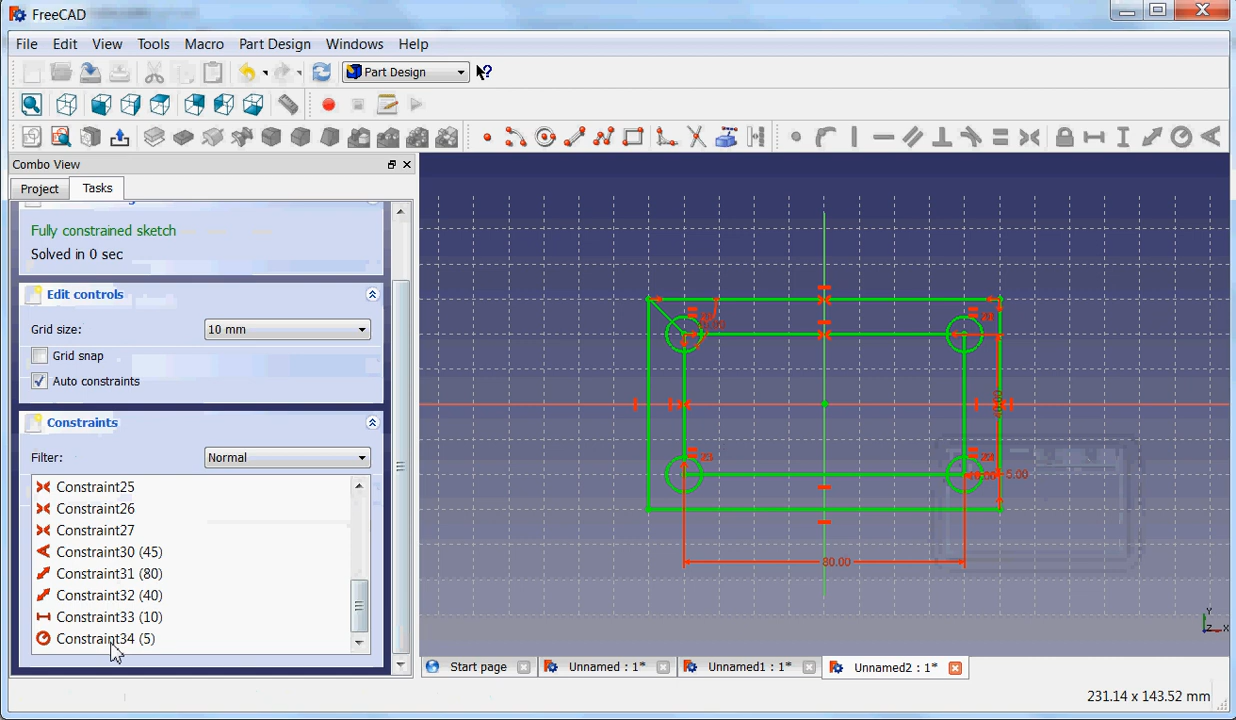 FreeCAD
File Edit View Tools Macro Part Design Windows Help
Part Design
Combo View
Project Tasks
Fully constrained sketch
Solved in 0 sec
Edit controls
Grid size: 10 mm
Grid snap
Auto constraints
Constraints
Filter: Normal
Constraint25
Constraint26
Constraint27
Constraint30 (45)
Constraint31 (80)
Constraint32 (40)
Constraint33 (10)
Constraint34 (5)
23
5.00
80.00
Y
Z X
Start page Unnamed : 1* Unnamed1 : 1* Unnamed2 : 1*
231.14 x 143.52 mm